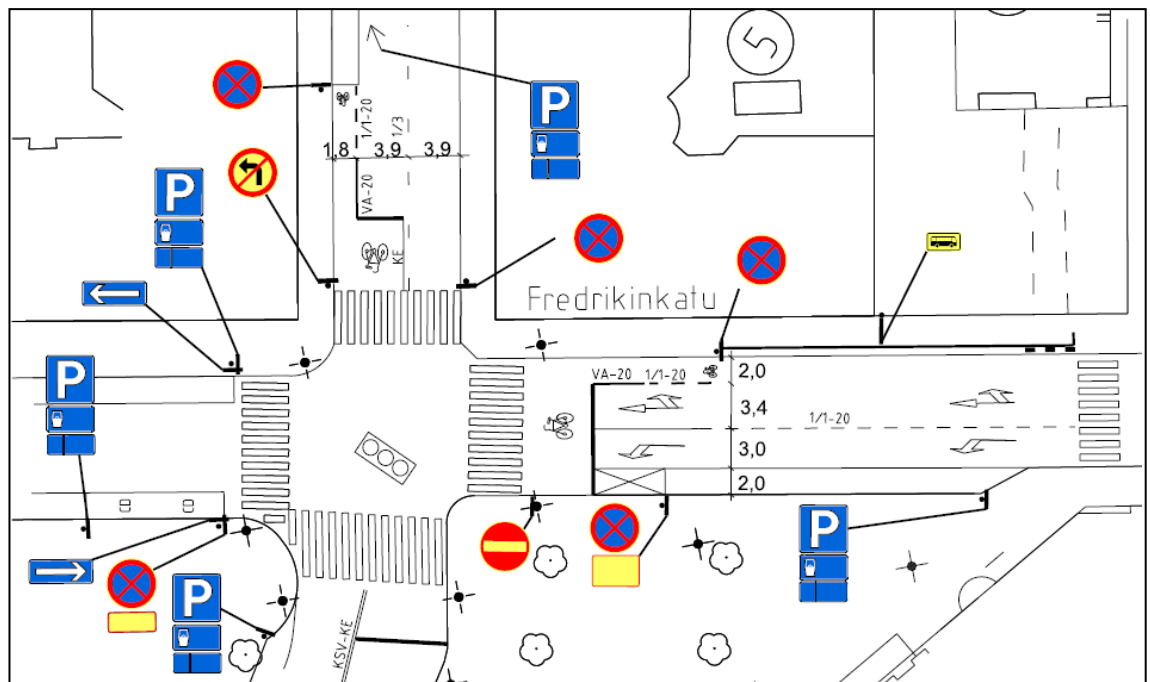 5
P
1/1-20
1/3
1,8
3,9
3,9
VA-20
KE
P
Fredrikinkatu
P
VA-20
1/1-20
2,0
3,4
1/1-20
3,0
2,0
P
P
KSV-KE